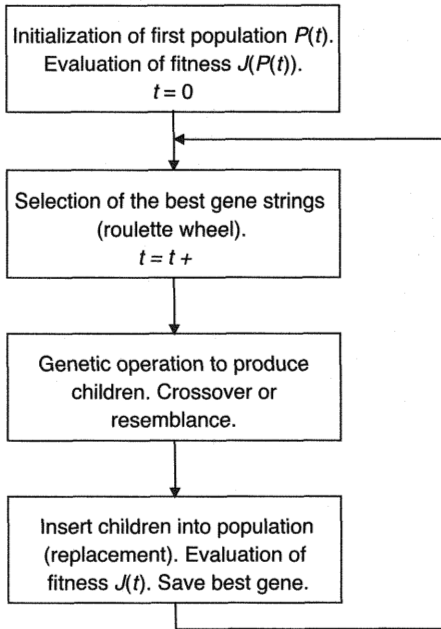 Initialization of first population P(t).
Evaluation of fitness J(P(t)).
t = 0
Selection of the best gene strings
(roulette wheel).
t = t +
Genetic operation to produce
children. Crossover or
resemblance.
Insert children into population
(replacement). Evaluation of
fitness J(t). Save best gene.